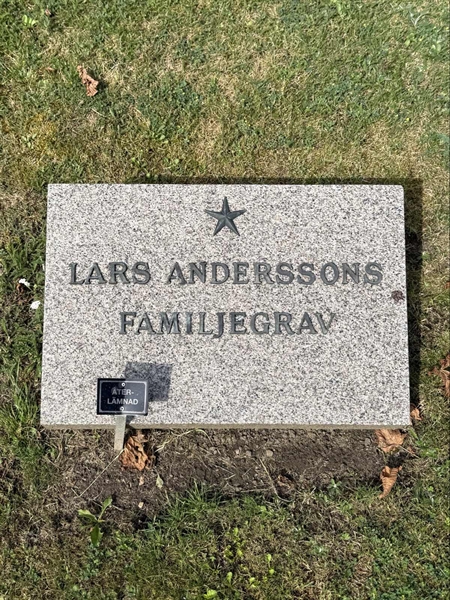 LARS ANDERSSONS
FAMILJEGRAV
ÅTER-
LÄMNAD